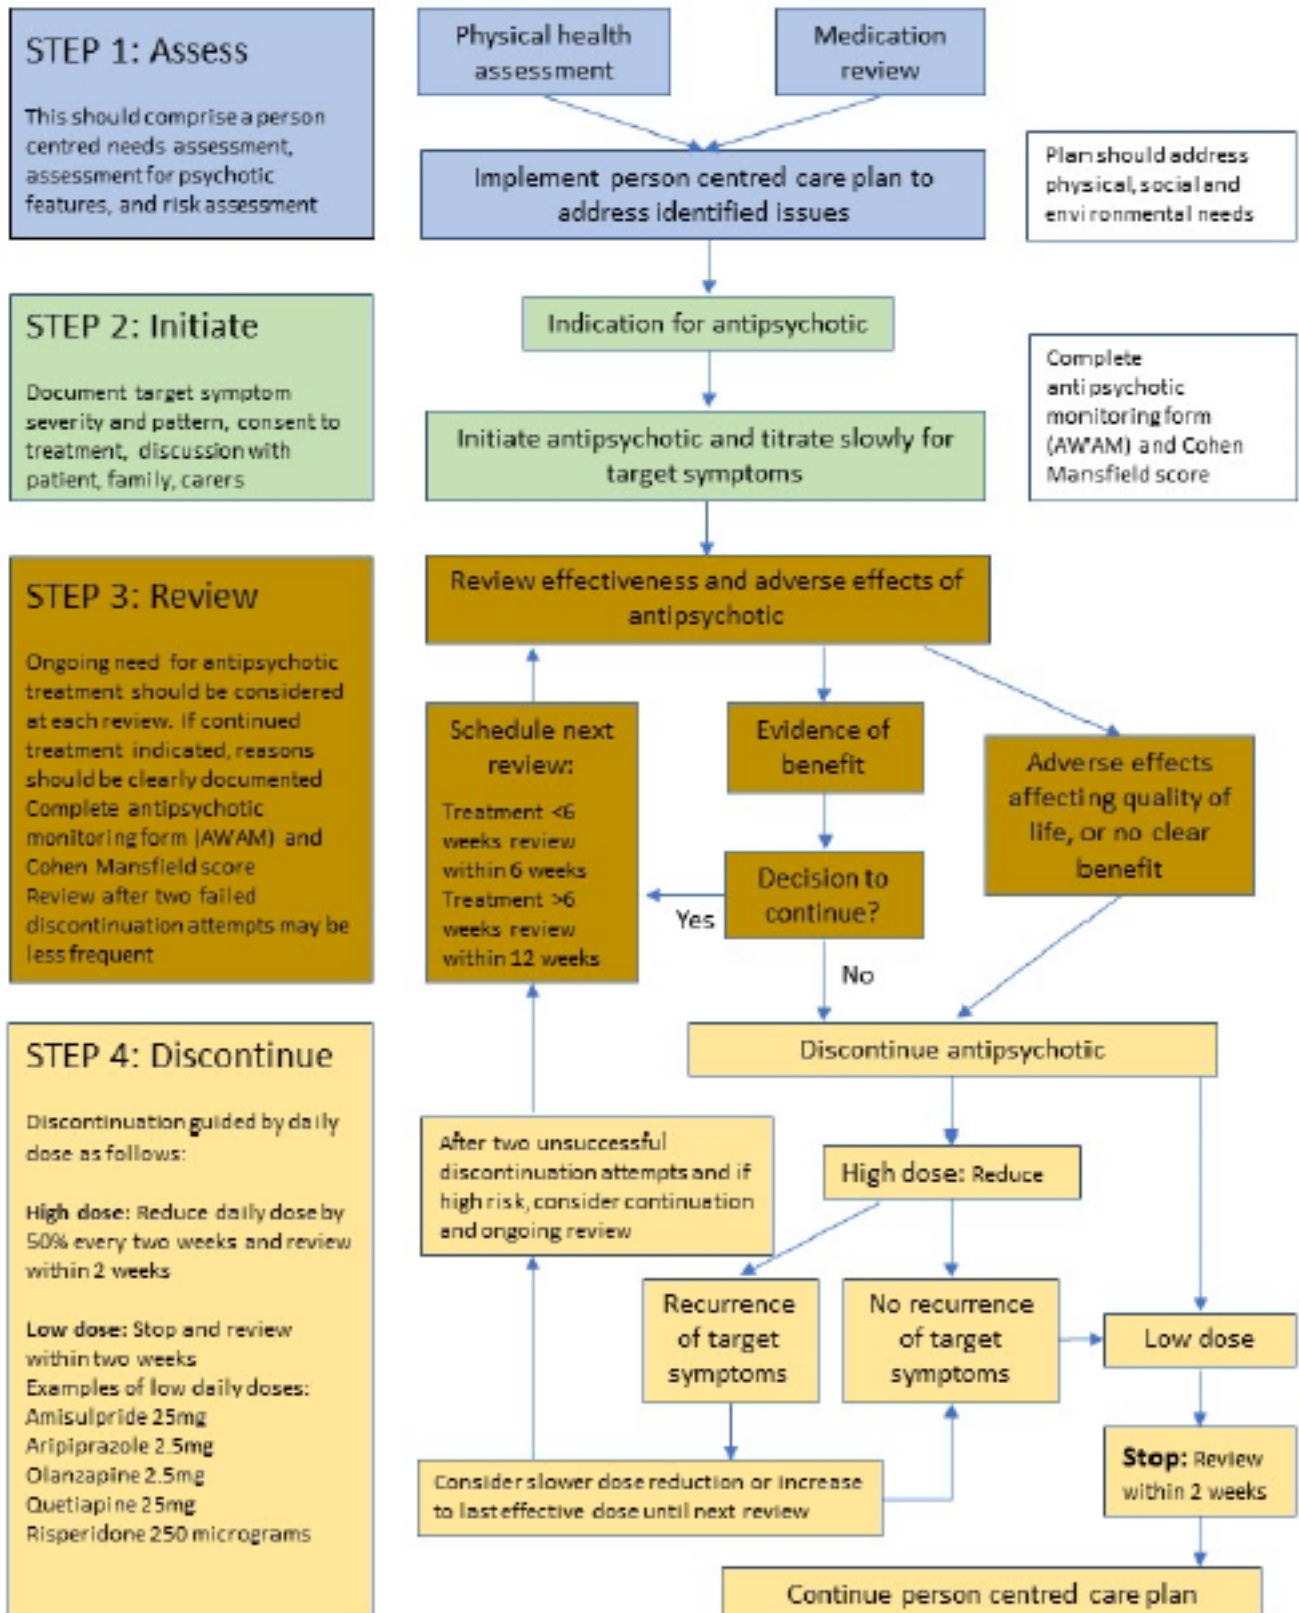 STEP 1: Assess
This should comprise a person
centred needs assessment,
assessment for psychotic
features, and risk assessment
Physical health
assessment
Medication
review
Implement person centred care plan to
address identified issues
Plan should address
physical, social and
environmental needs
STEP 2: Initiate
Document target symptom
severity and pattern, consent to
treatment, discussion with
patient, family, carers
Indication for antipsychotic
Initiate antipsychotic and titrate slowly for
target symptoms
Complete
antipsychotic
monitoring form
(AWAM) and Cohen
Mansfield score
STEP 3: Review
Ongoing need for antipsychotic
treatment should be considered
at each review. If continued
treatment indicated, reasons
should be clearly documented
Complete antipsychotic
monitoring form (AWAM) and
Cohen Mansfield score
Review after two failed
discontinuation attempts may be
less frequent
Review effectiveness and adverse effects of
antipsychotic
Schedule next
review:
Treatment <6
weeks review
within 6 weeks
Treatment >6
weeks review
within 12 weeks
Evidence of
benefit
Decision to
continue?
Yes
No
Adverse effects
affecting quality of
life, or no clear
benefit
STEP 4: Discontinue
Discontinuation guided by daily
dose as follows:
High dose: Reduce daily dose by
50% every two weeks and review
within 2 weeks
Low dose: Stop and review
within two weeks
Examples of low daily doses:
Amisulpride 25mg
Aripiprazole 2.5mg
Olanzapine 2.5mg
Quetiapine 25mg
Risperidone 250 micrograms
Discontinue antipsychotic
After two unsuccessful
discontinuation attempts and if
high risk, consider continuation
and ongoing review
High dose: Reduce
Recurrence
of target
symptoms
No recurrence
of target
symptoms
Low dose
Consider slower dose reduction or increase
to last effective dose until next review
Stop: Review
within 2 weeks
Continue person centred care plan